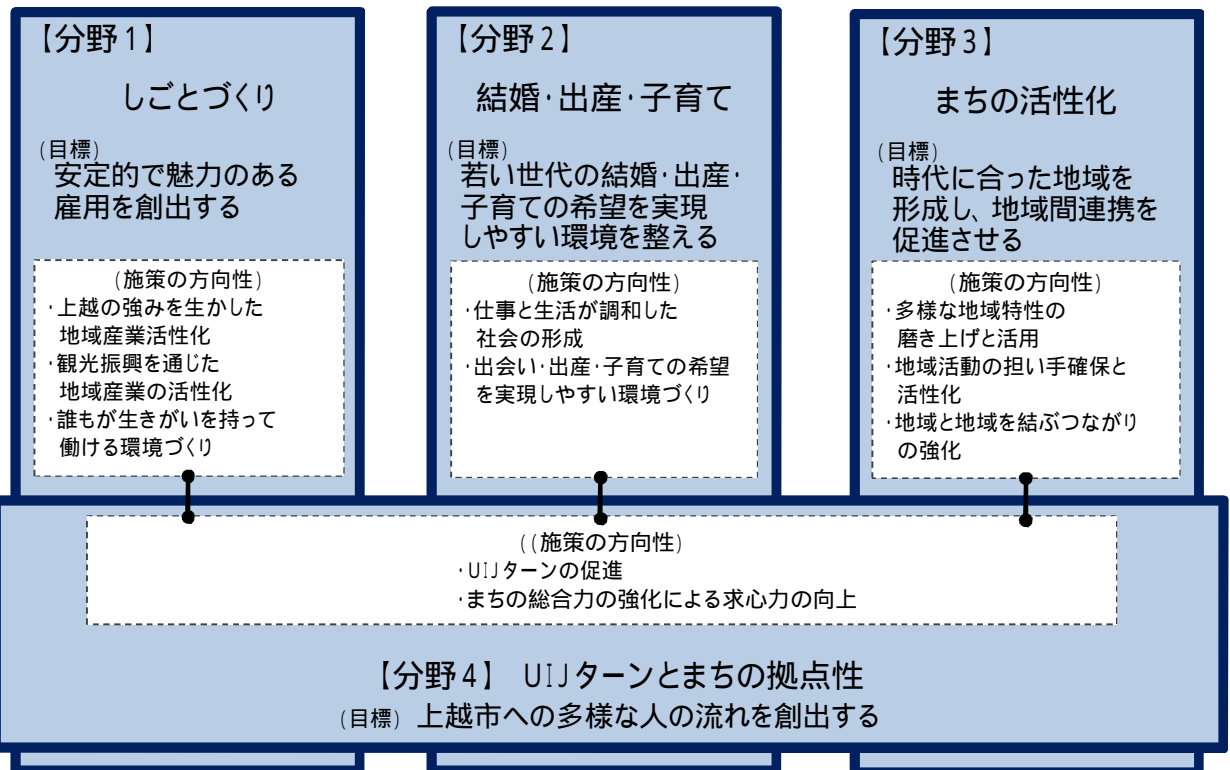 【分野1】
しごとづくり
(目標)
安定的で魅力のある
雇用を創出する
(施策の方向性)
・上越の強みを生かした
地域産業活性化
・観光振興を通じた
地域産業の活性化
・誰もが生きがいを持って
働ける環境づくり
【分野2】
結婚・出産・子育て
(目標)
若い世代の結婚・出産・
子育ての希望を実現
しやすい環境を整える
(施策の方向性)
・仕事と生活が調和した
社会の形成
・出会い・出産・子育ての希望
を実現しやすい環境づくり
【分野3】
まちの活性化
(目標)
時代に合った地域を
形成し、地域間連携を
促進させる
(施策の方向性)
・多様な地域特性の
磨き上げと活用
・地域活動の担い手確保と
活性化
・地域と地域を結ぶつながり
の強化
((施策の方向性)
・UIJターンの促進
・まちの総合力の強化による求心力の向上
【分野4】 UIJターンとまちの拠点性
(目標) 上越市への多様な人の流れを創出する